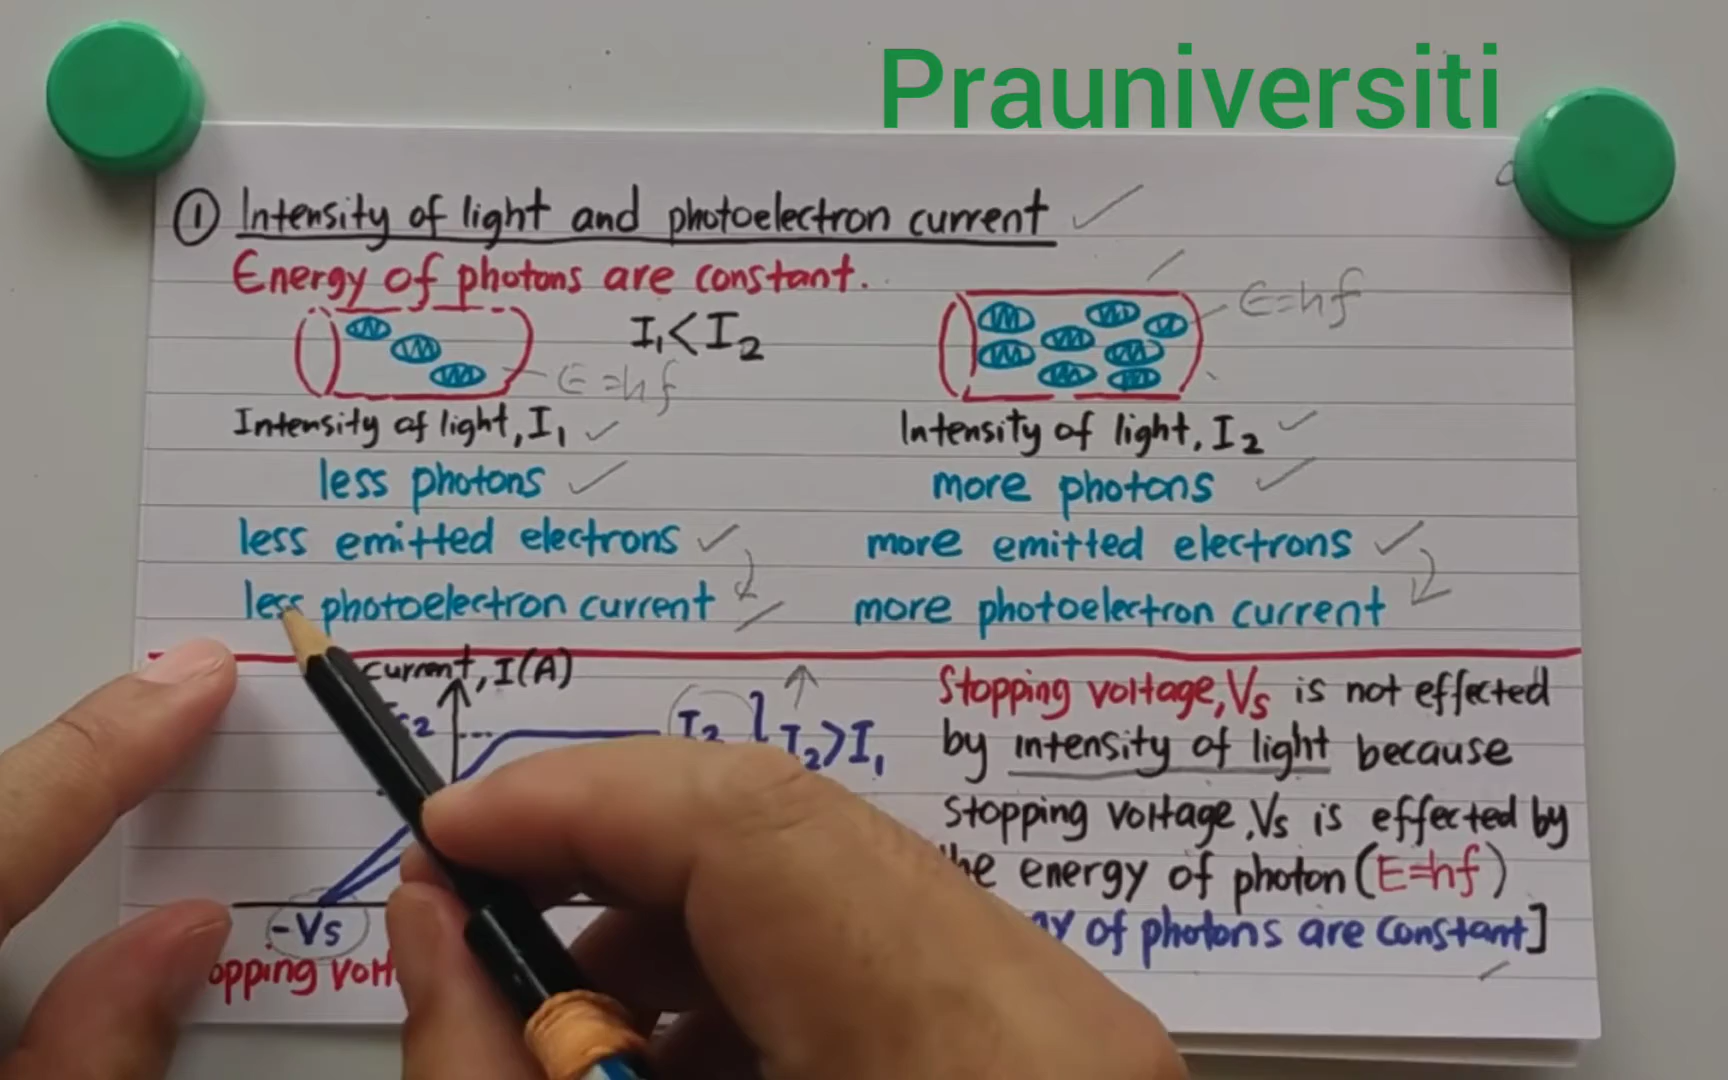 Prauniversiti
① Intensity of light and photoelectron current
Energy of photons are constant.
I₁<I₂
E=hf
E=hf
Intensity of light, I₁
Intensity of light, I₂
less photons
more photons
less emitted electrons
more emitted electrons
less photoelectron current
more photoelectron current
current, I(A)
I₂
I₂>I₁
-Vs
Stopping voltage, Vs is not effected
by intensity of light because
Stopping voltage, Vs is effected by
energy of photon (E=hf)
of photons are constant]